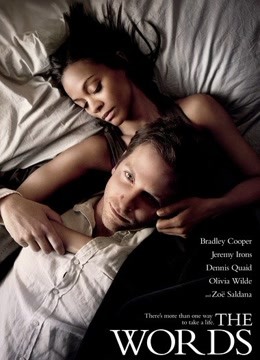 Bradley Cooper
Jeremy Irons
Dennis Quaid
Olivia Wilde
and Zoë Saldana
There's more than one way
to take a life.
THE
WORDS